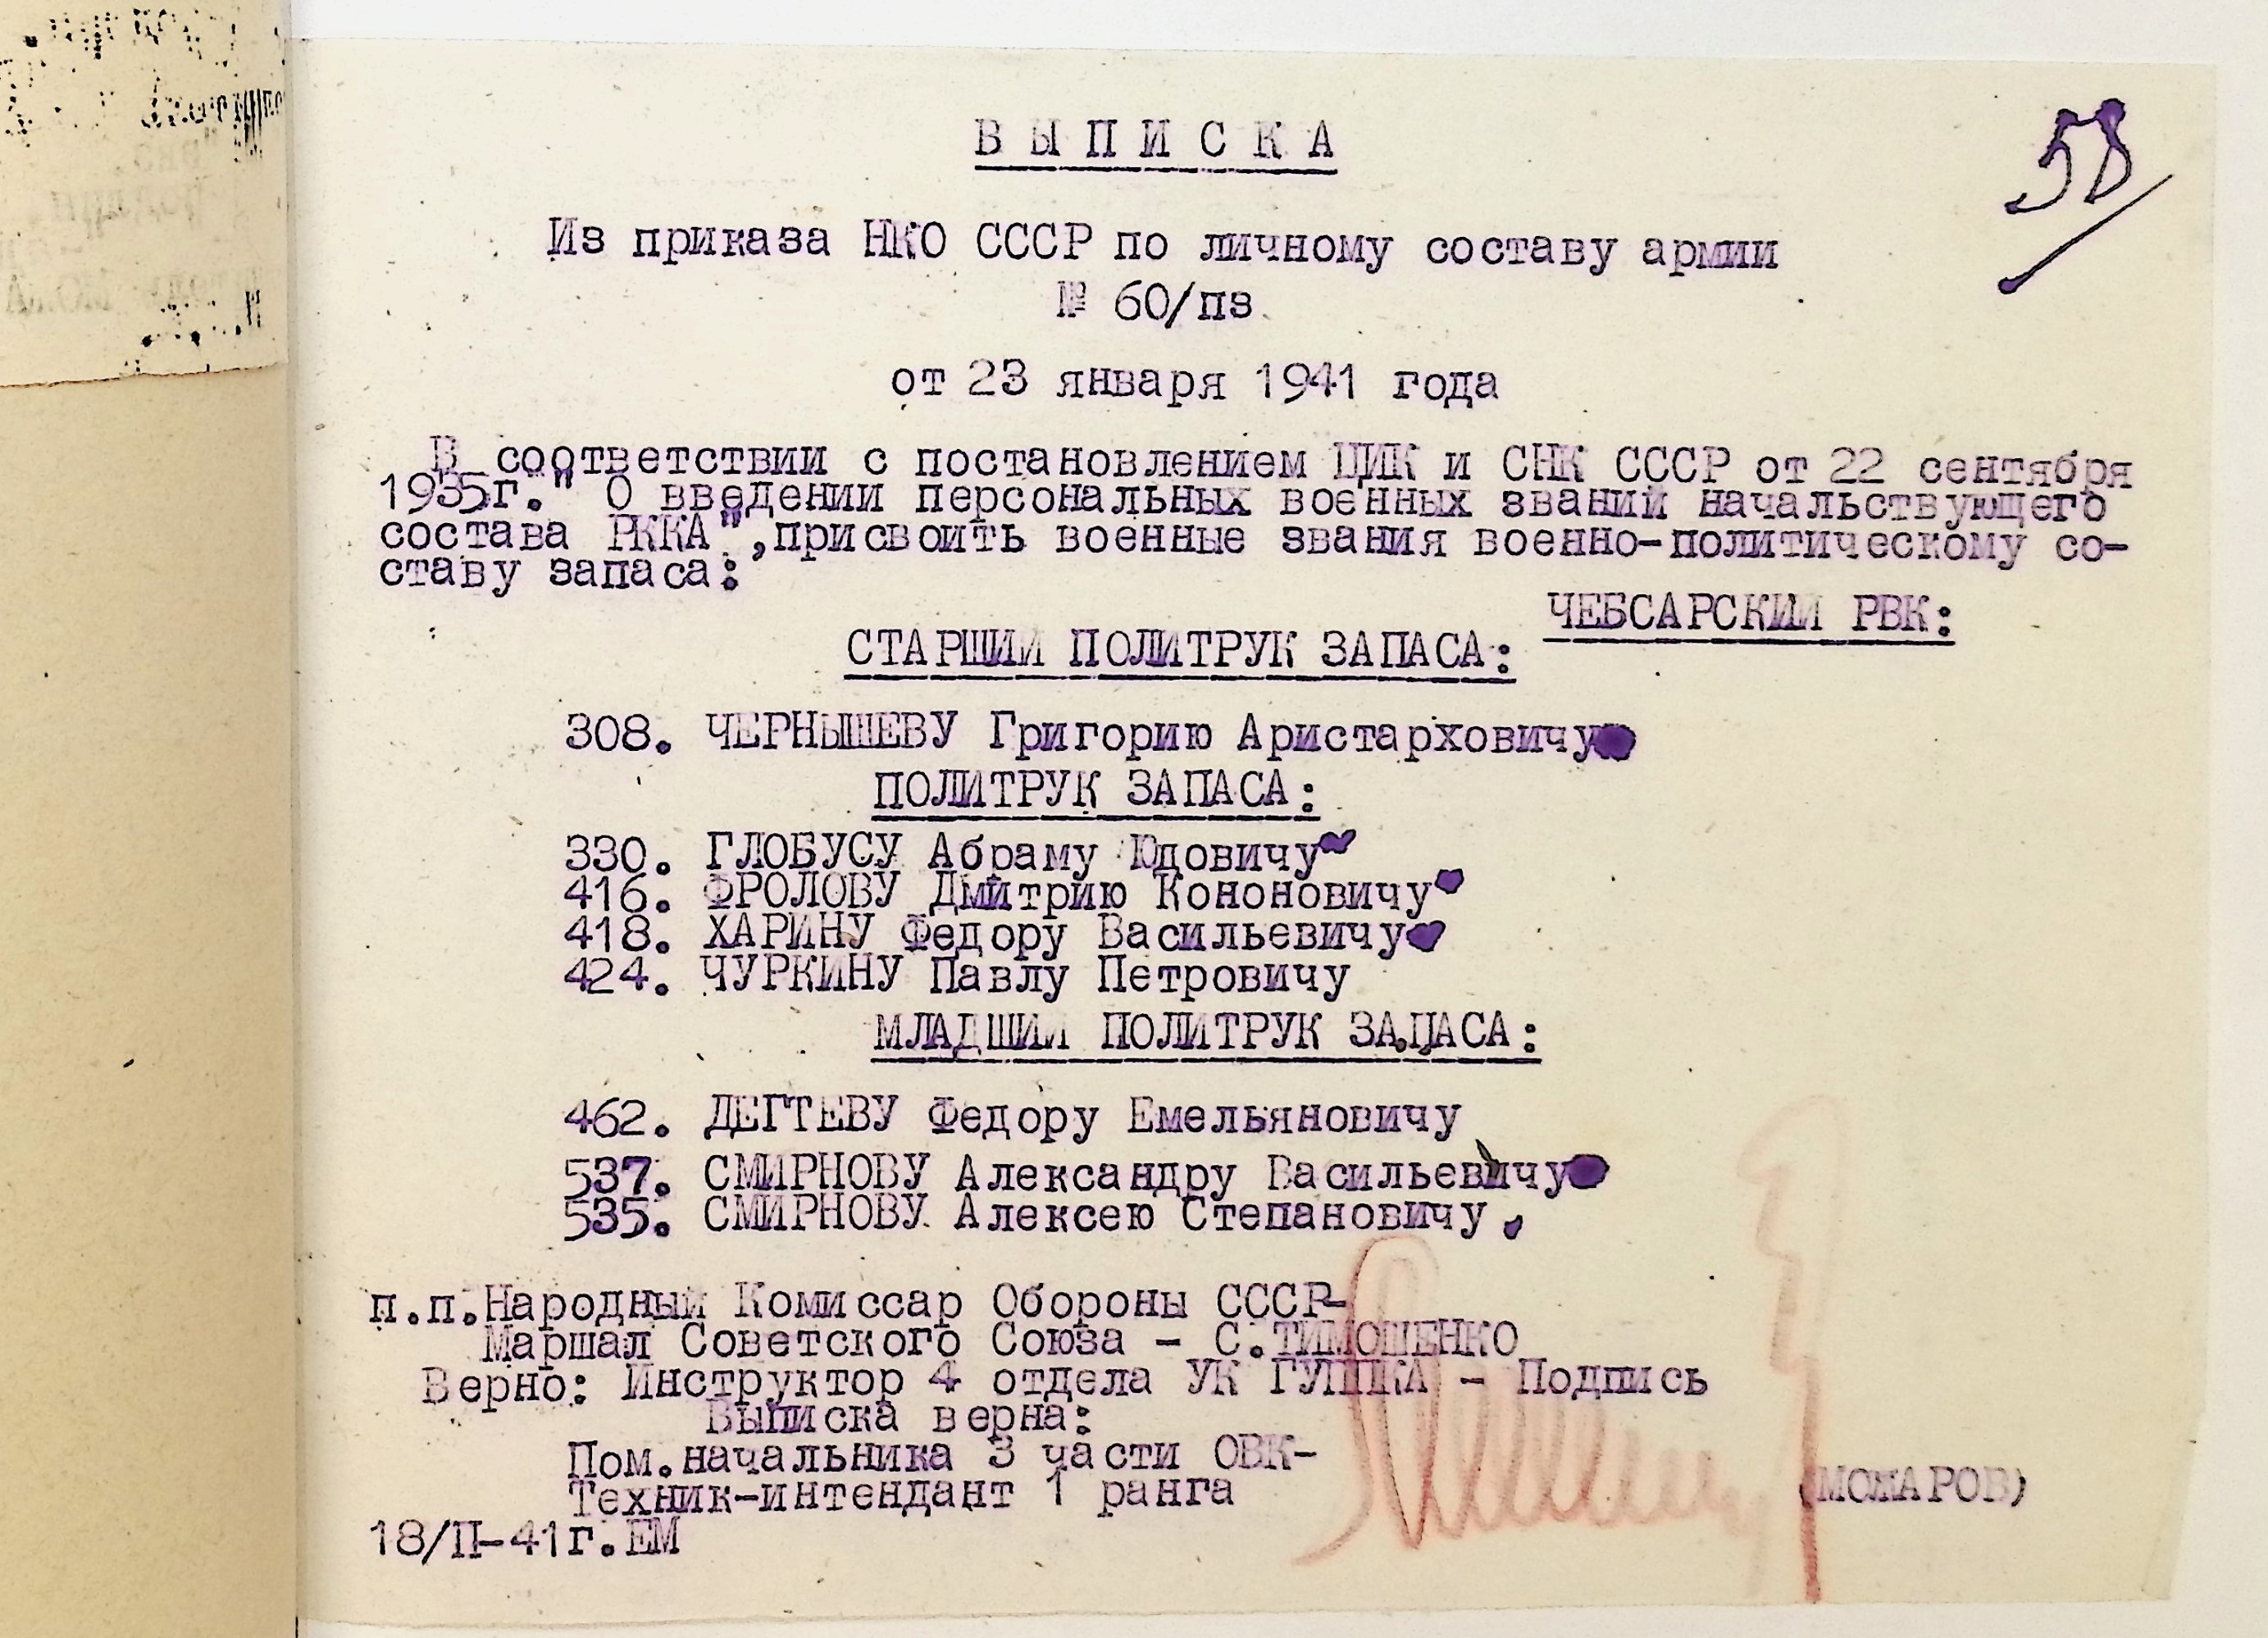 58
В Ы П И С К А
Из приказа НКО СССР по личному составу армии
№ 60/пз
от 23 января 1941 года
В соответствии с постановлением ЦИК и СНК СССР от 22 сентября
1935г." О введении персональных военных званий начальствующего
состава РККА",присвоить военные звания военно-политическому со-
ставу запаса:
ЧЕБСАРСКИЙ РВК:
СТАРШИЙ ПОЛИТРУК ЗАПАСА:
308. ЧЕРНЫШЕВУ Григорию Аристарховичу
ПОЛИТРУК ЗАПАСА:
330. ГЛОБУСУ Абраму Юдовичу
416. ФРОЛОВУ Дмитрию Кононовичу
418. ХАРИНУ Федору Васильевичу
424. ЧУРКИНУ Павлу Петровичу
МЛАДШИЙ ПОЛИТРУК ЗАПАСА:
462. ДЕГТЕВУ Федору Емельяновичу
537. СМИРНОВУ Александру Васильевичу
535. СМИРНОВУ Алексею Степановичу.
п.п.Народный Комиссар Обороны СССР-
Маршал Советского Союза - С.ТИМОШЕНКО
Верно: Инструктор 4 отдела УК ГУППКА - Подпись
Выписка верна:
Пом.начальника 3 части ОВК-
Техник-интендант 1 ранга (МОЖАРОВ)
18/II-41г.ЕМ